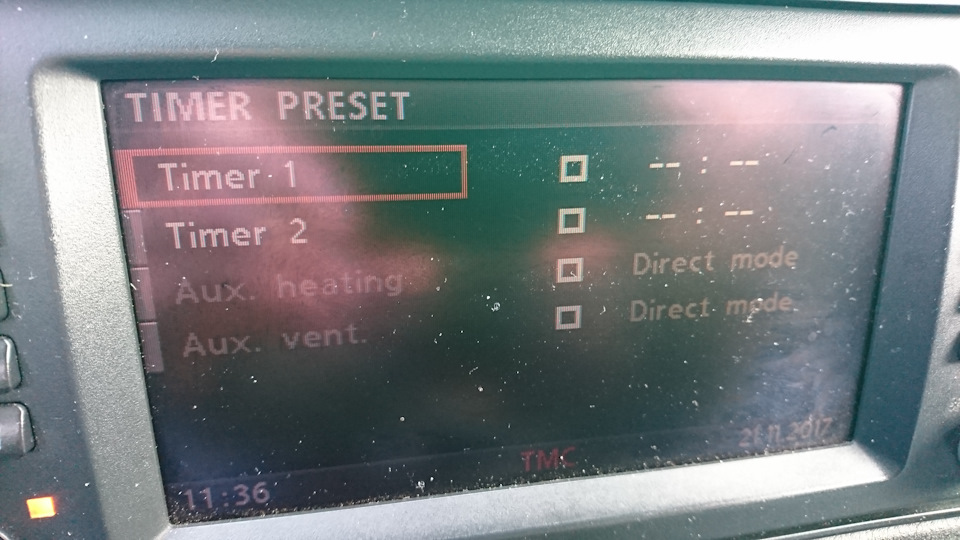 TIMER PRESET
Timer 1 -- : --
Timer 2 -- : --
Aux. heating Direct mode
Aux. vent. Direct mode
11:36 TMC 21.11.2017